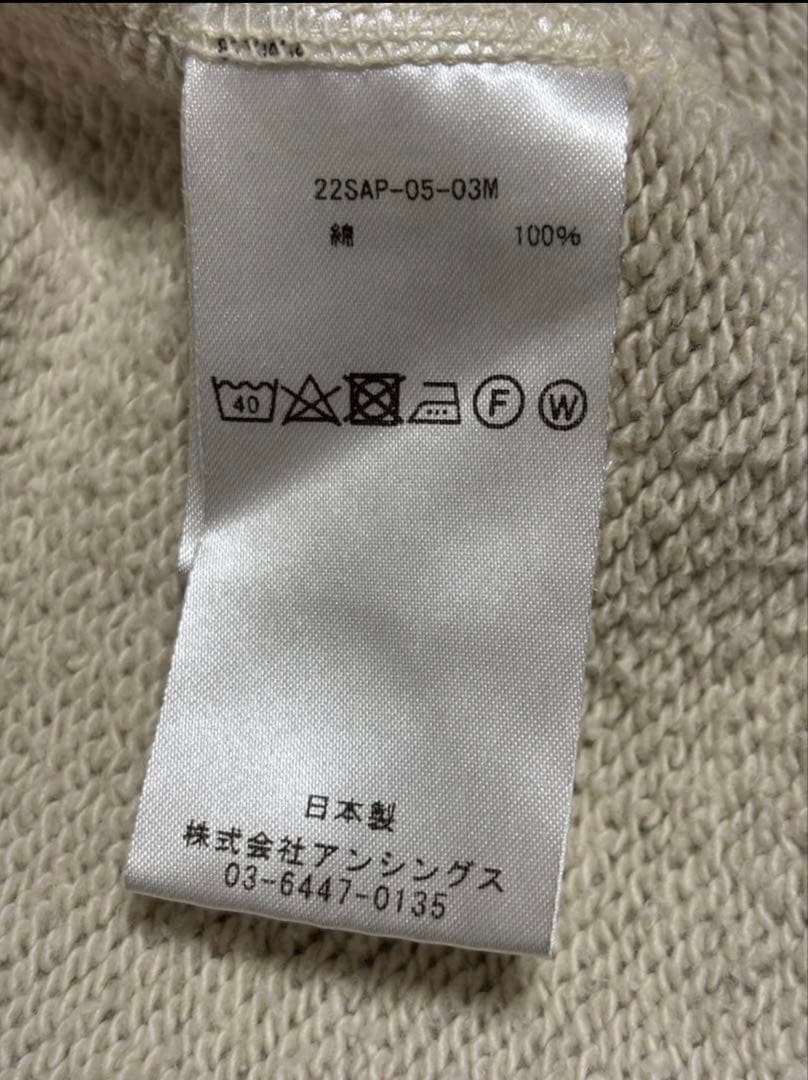 22SAP-05-03M
綿 100%
40 F W
日本製
株式会社アンシングス
03-6447-0135